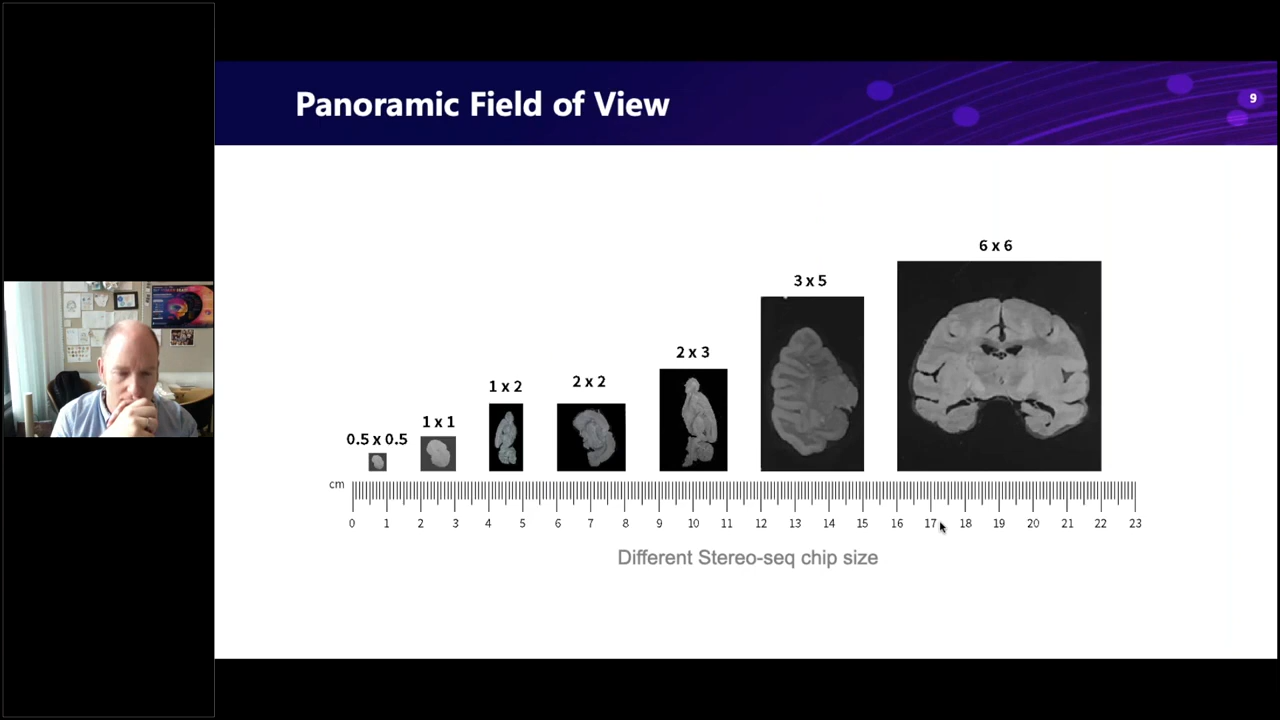 Panoramic Field of View
9
6 x 6
3 x 5
2 x 3
2 x 2
1 x 2
1 x 1
0.5 x 0.5
cm
0 1 2 3 4 5 6 7 8 9 10 11 12 13 14 15 16 17 18 19 20 21 22 23
Different Stereo-seq chip size